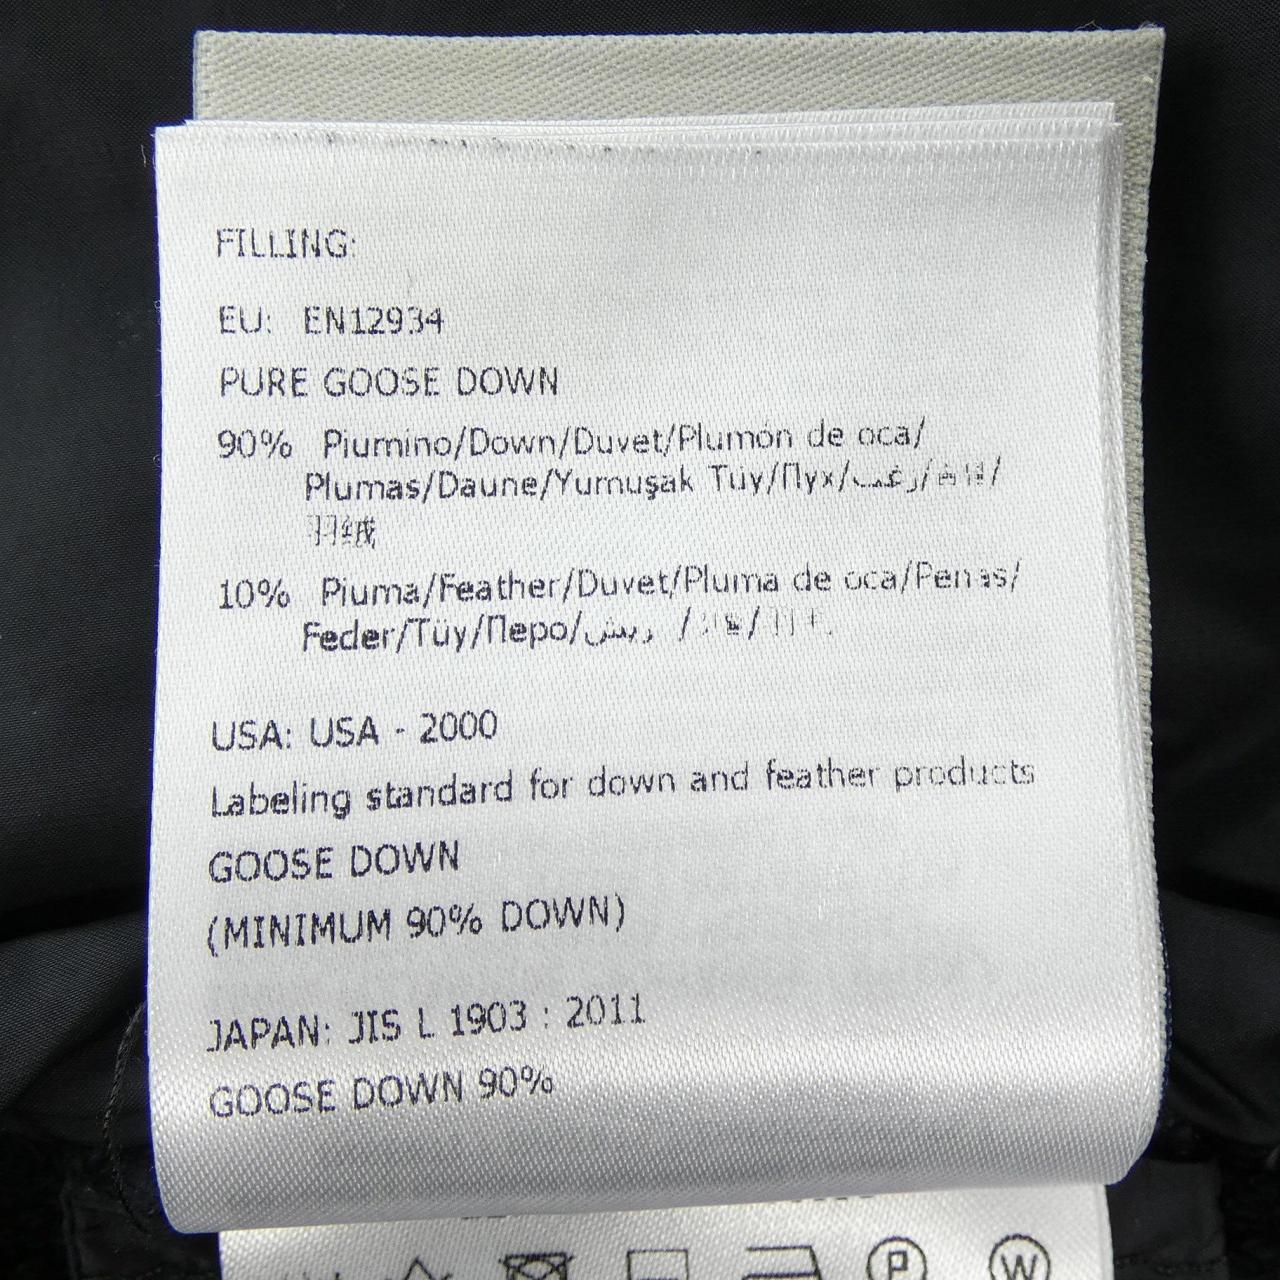 FILLING:
EU: EN12934
PURE GOOSE DOWN
90% Piumino/Down/Duvet/Plumón de oca/
Plumas/Daune/Yumuşak Tüy/Пух/زغب/
羽绒
10% Piuma/Feather/Duvet/Pluma de oca/Penas/
Feder/Tüy/Перо/ريش /
USA: USA - 2000
Labeling standard for down and feather products
GOOSE DOWN
(MINIMUM 90% DOWN)
JAPAN: JIS L 1903 : 2011
GOOSE DOWN 90%
P W